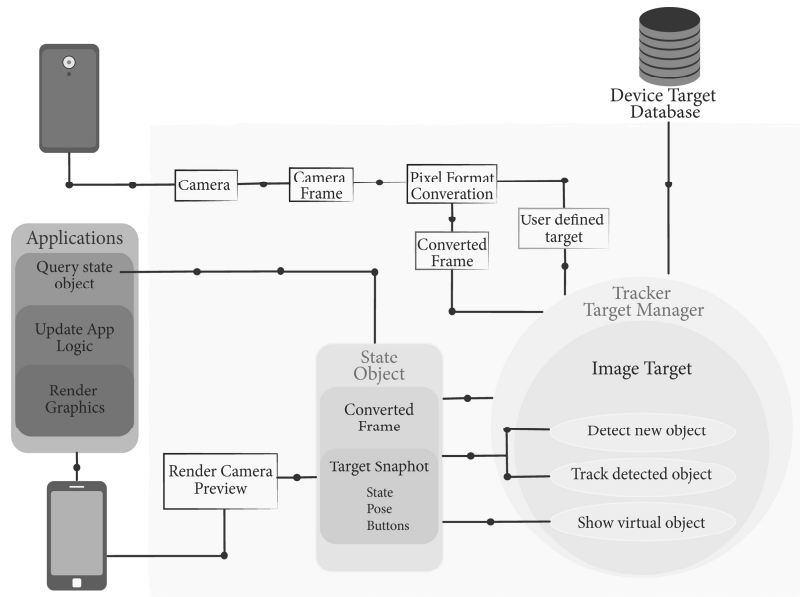 Device Target
Database
Camera
Camera
Frame
Pixel Format
Converation
User defined
target
Converted
Frame
Applications
Query state
object
Update App
Logic
Render
Graphics
Tracker
Target Manager
Image Target
Detect new object
Track detected object
Show virtual object
State
Object
Converted
Frame
Target Snaphot
State
Pose
Buttons
Render Camera
Preview